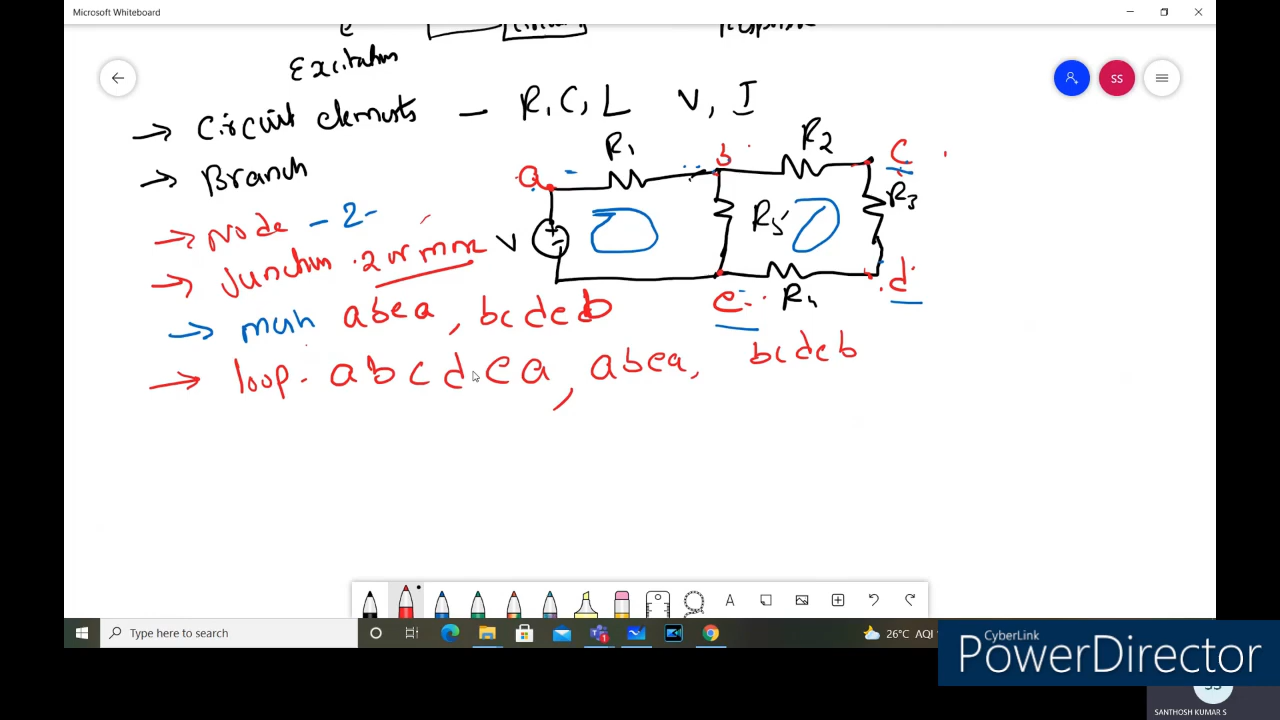 Microsoft Whiteboard
Excitation
SS
→ Circuit elements — R, C, L V, I
→ Branch
→ Node - 2 -
→ Junction . 2 or more
→ mesh abea, bcdeb
→ loop - abcdea, abea, bcdeb
R1
R2
a
b
c
R3
V
+
-
R5
e
R4
d
A
Type here to search
26°C AQI
CyberLink
PowerDirector
SANTHOSH KUMAR S